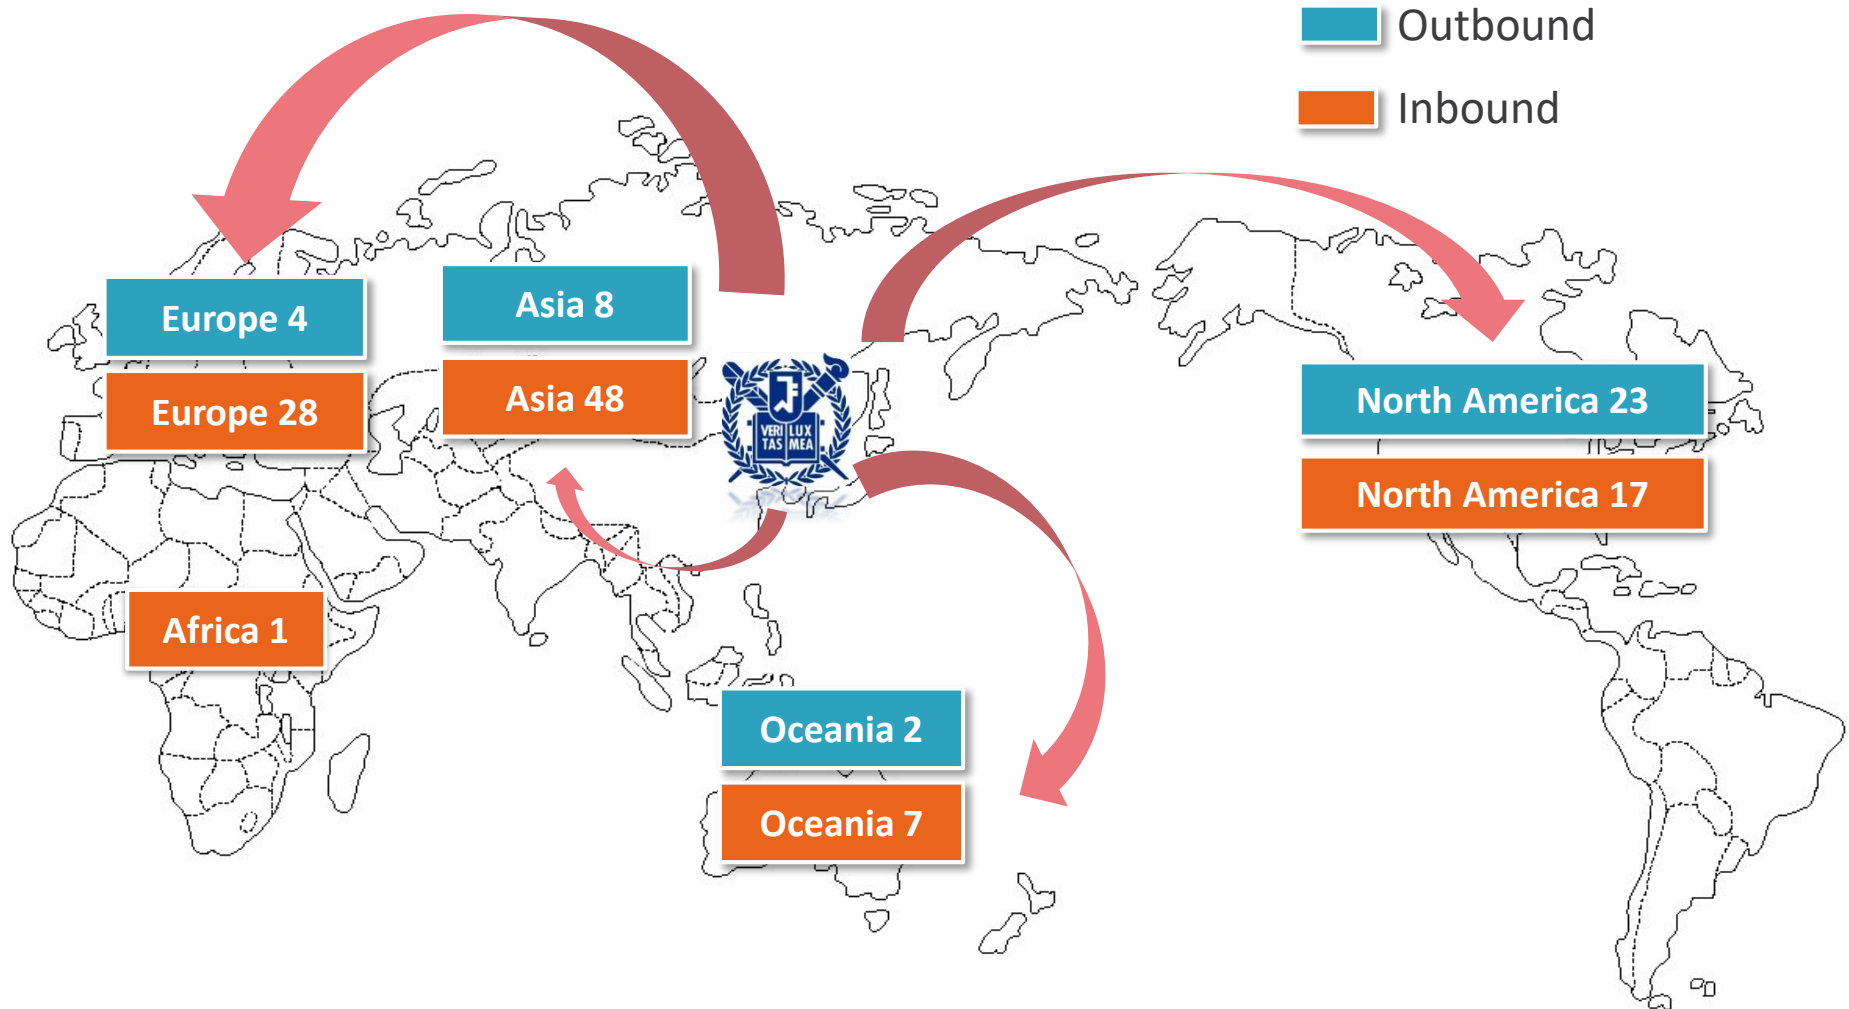 Outbound
Inbound
Europe 4
Europe 28
Asia 8
Asia 48
VERI LUX
TAS MEA
North America 23
North America 17
Africa 1
Oceania 2
Oceania 7